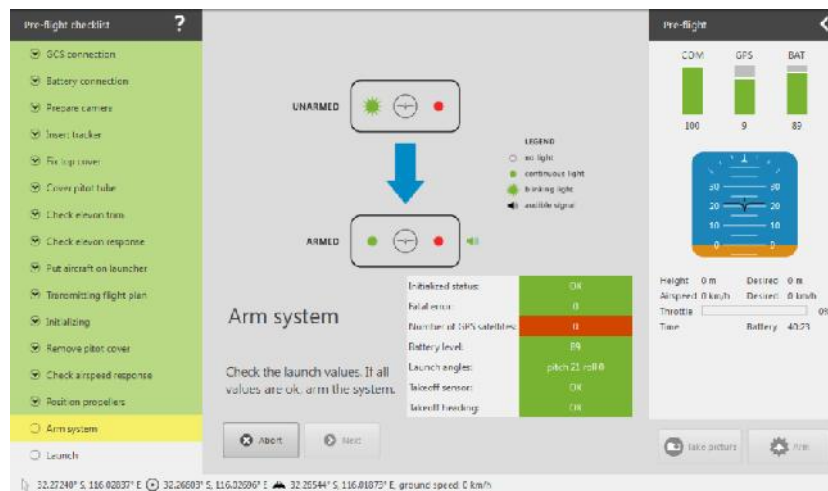 Pre-flight checklist ?
GCS connection
Battery connection
Prepare camera
Insert tracker
Fix top cover
Cover pitot tube
Check elevon trim
Check elevon response
Put aircraft on launcher
Transmitting flight plan
Initializing
Remove pitot cover
Check airspeed response
Position propellers
Arm system
Launch
UNARMED
LEGEND
no light
continuous light
blinking light
audible signal
ARMED
Arm system
Check the launch values. If all
values are ok, arm the system.
Initialized status: OK
Fatal error: 0
Number of GPS satellites: 0
Battery level: 89
Launch angles: pitch 21 roll 0
Takeoff sensor: OK
Takeoff heading: OK
Abort Next
Pre-flight
COM GPS BAT
100 9 89
30 30
20 20
10 10
0 0
Height 0 m Desired 0 m
Airspeed 0 km/h Desired 0 km/h
Throttle 0%
Time Battery 40:23
Take picture Arm
32.27240° S, 116.02837° E 32.26803° S, 116.02696° E 32.26544° S, 116.01873° E, ground speed: 0 km/h